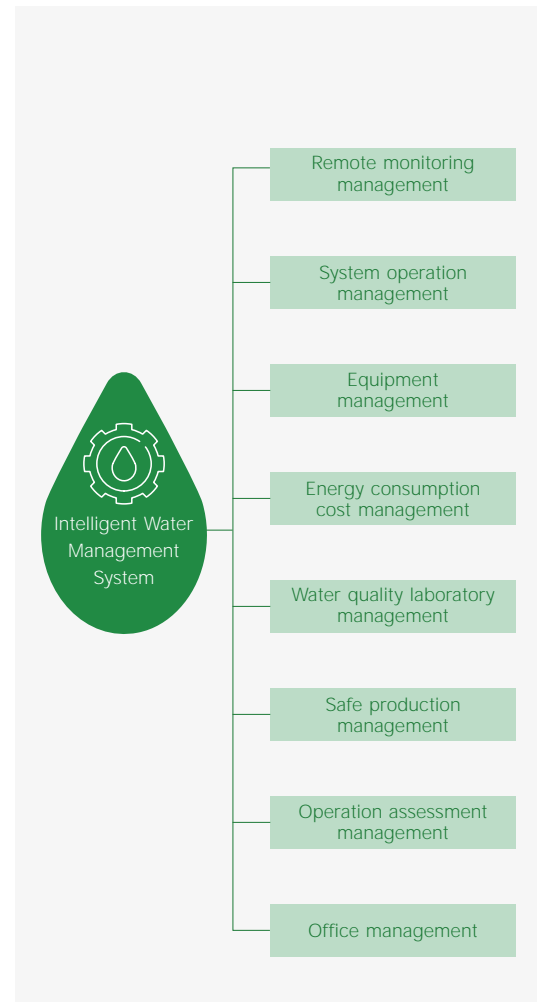 Remote monitoring
management
System operation
management
Equipment
management
Energy consumption
cost management
Intelligent Water
Management
System
Water quality laboratory
management
Safe production
management
Operation assessment
management
Office management